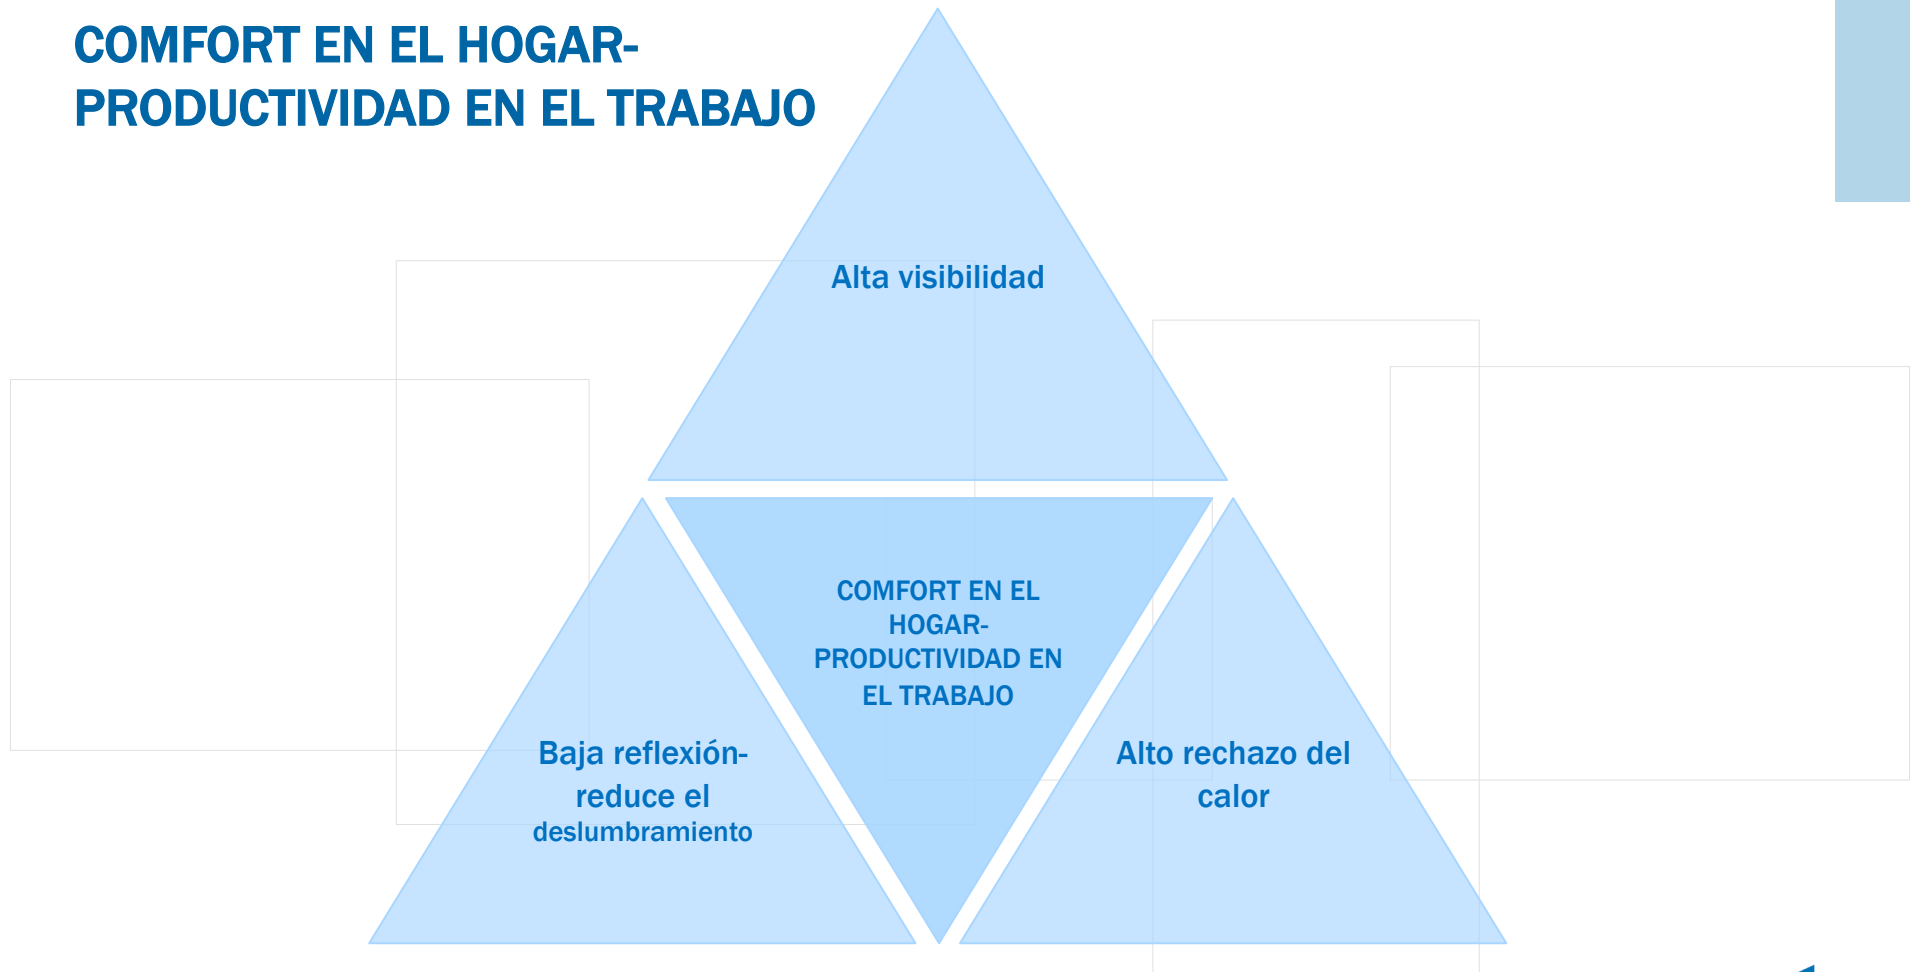 COMFORT EN EL HOGAR-
PRODUCTIVIDAD EN EL TRABAJO
Alta visibilidad
COMFORT EN EL
HOGAR-
PRODUCTIVIDAD EN
EL TRABAJO
Baja reflexión-
reduce el
deslumbramiento
Alto rechazo del
calor